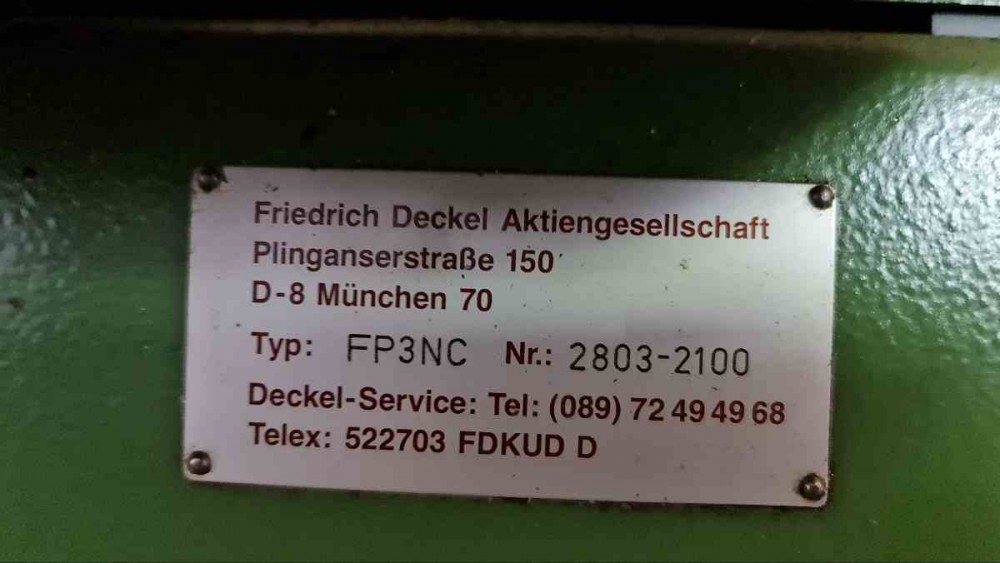 Friedrich Deckel Aktiengesellschaft
Plinganserstraße 150
D-8 München 70
Typ: FP3NC Nr.: 2803-2100
Deckel-Service: Tel: (089) 72 49 49 68
Telex: 522703 FDKUD D